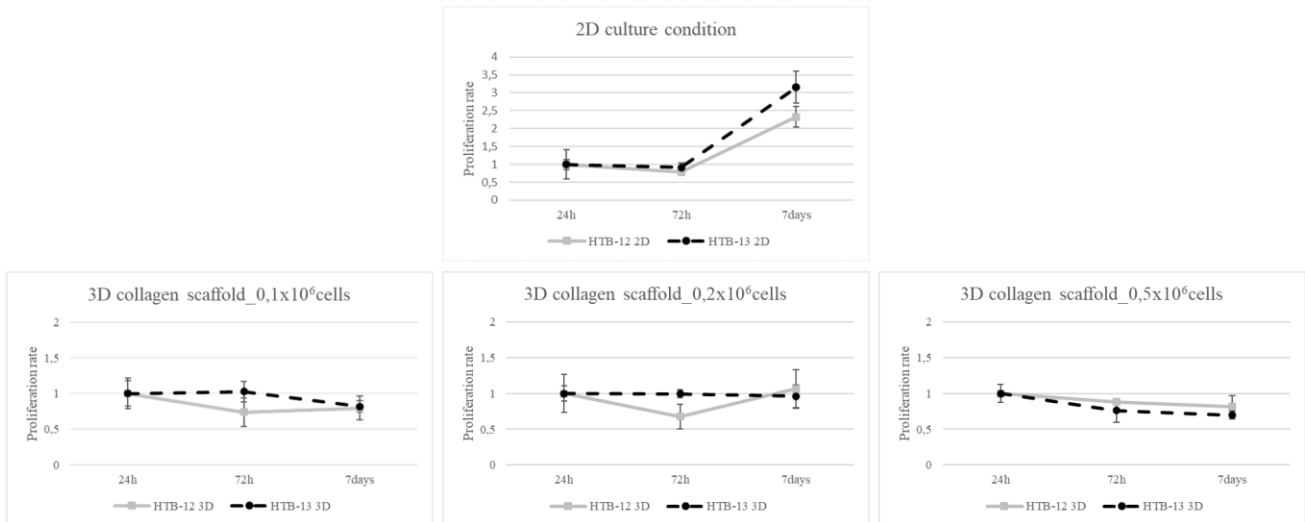 2D culture condition
Proliferation rate
4
3,5
3
2,5
2
1,5
1
0,5
0
24h 72h 7days
HTB-12 2D HTB-13 2D
3D collagen scaffold_0,1x10⁶cells
Proliferation rate
2
1,5
1
0,5
0
24h 72h 7days
HTB-12 3D HTB-13 3D
3D collagen scaffold_0,2x10⁶cells
Proliferation rate
2
1,5
1
0,5
0
24h 72h 7days
HTB-12 3D HTB-13 3D
3D collagen scaffold_0,5x10⁶cells
Proliferation rate
2
1,5
1
0,5
0
24h 72h 7days
HTB-12 3D HTB-13 3D